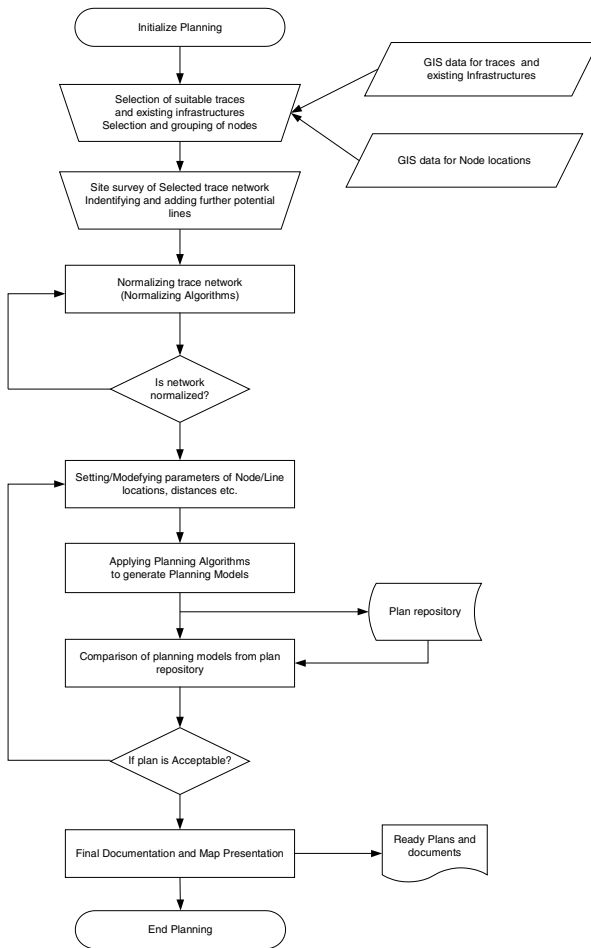 Initialize Planning
GIS data for traces and
existing Infrastructures
Selection of suitable traces
and existing infrastructures
Selection and grouping of nodes
GIS data for Node locations
Site survey of Selected trace network
Indentifying and adding further potential
lines
Normalizing trace network
(Normalizing Algorithms)
Is network
normalized?
Setting/Modefying parameters of Node/Line
locations, distances etc.
Applying Planning Algorithms
to generate Planning Models
Plan repository
Comparison of planning models from plan
repository
If plan is Acceptable?
Final Documentation and Map Presentation
Ready Plans and
documents
End Planning